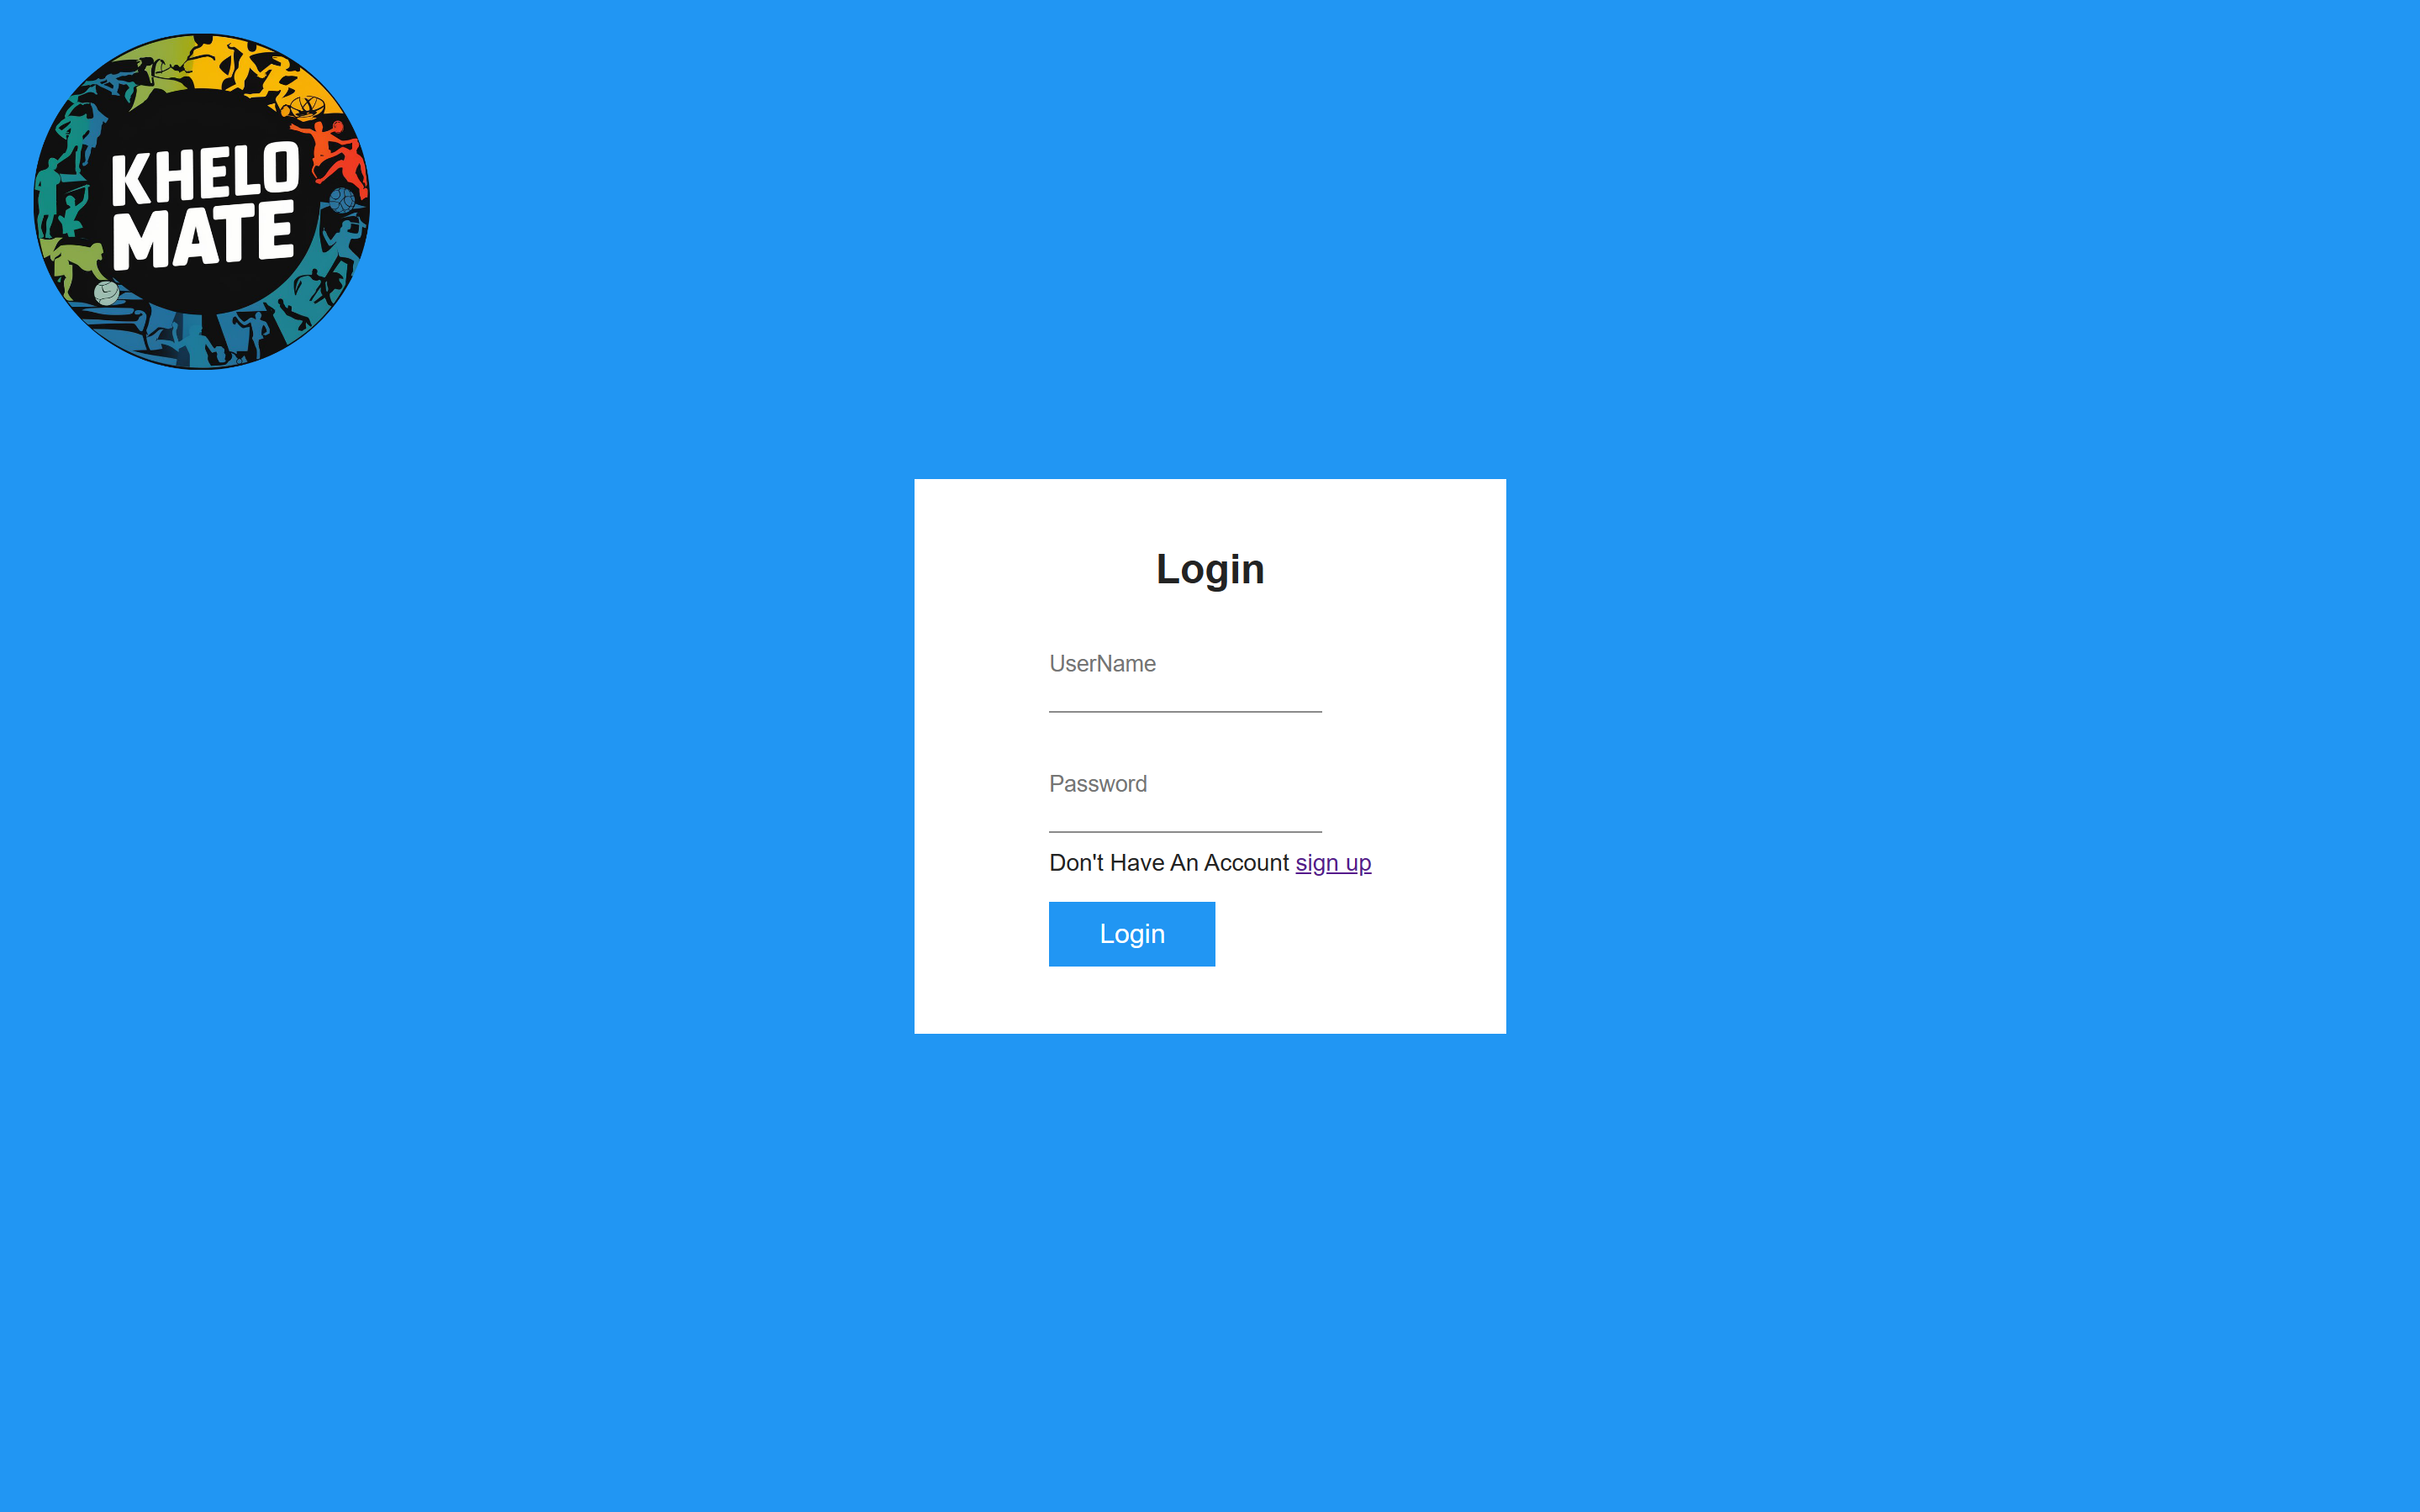 KHELO
MATE
Login
UserName
Password
Don't Have An Account sign up
Login